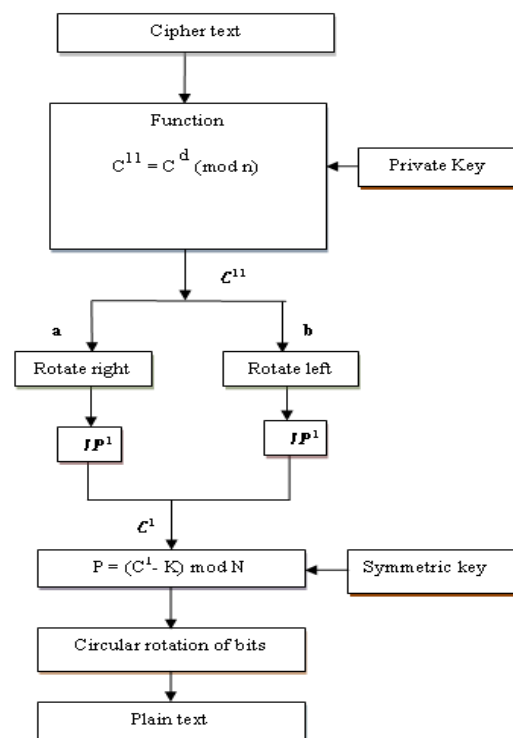 Cipher text
Function
C¹¹ = C ᵈ (mod n)
Private Key
C¹¹
a
b
Rotate right
Rotate left
IP¹
IP¹
C¹
P = (C¹- K) mod N
Symmetric key
Circular rotation of bits
Plain text